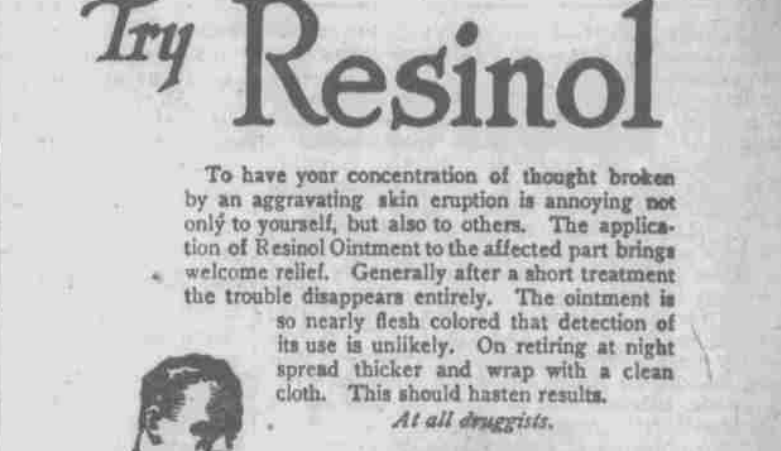 Try Resinol
To have your concentration of thought broken
by an aggravating skin eruption is annoying not
only to yourself, but also to others. The applica-
tion of Resinol Ointment to the affected part brings
welcome relief. Generally after a short treatment
the trouble disappears entirely. The ointment is
so nearly flesh colored that detection of
its use is unlikely. On retiring at night
spread thicker and wrap with a clean
cloth. This should hasten results.
At all druggists.